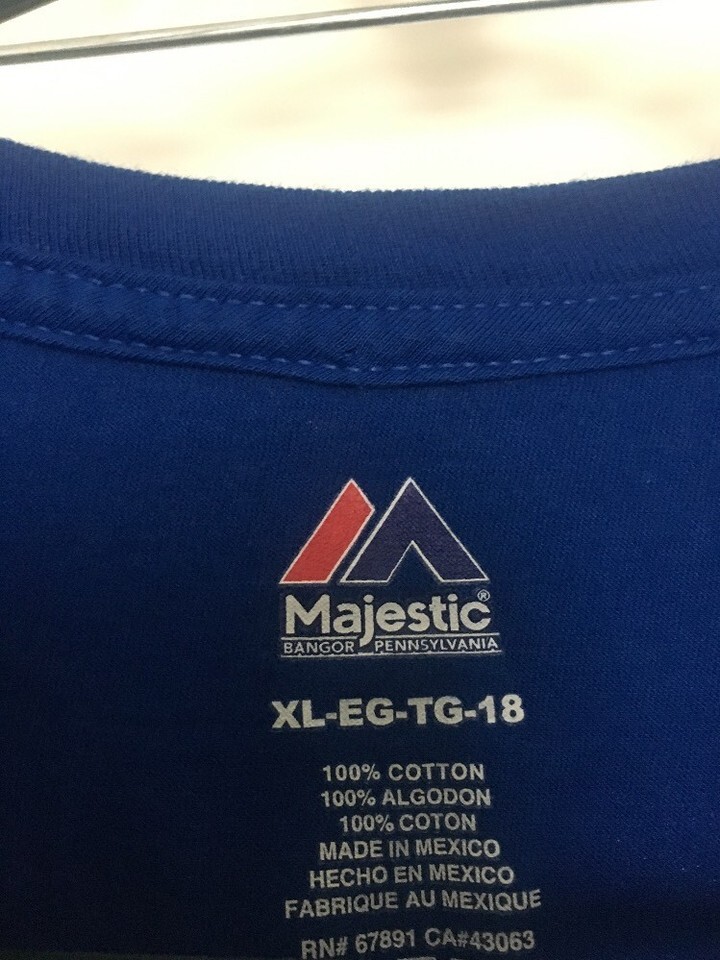 Majestic®
BANGOR PENNSYLVANIA
XL-EG-TG-18
100% COTTON
100% ALGODON
100% COTON
MADE IN MEXICO
HECHO EN MEXICO
FABRIQUE AU MEXIQUE
RN# 67891 CA#43063